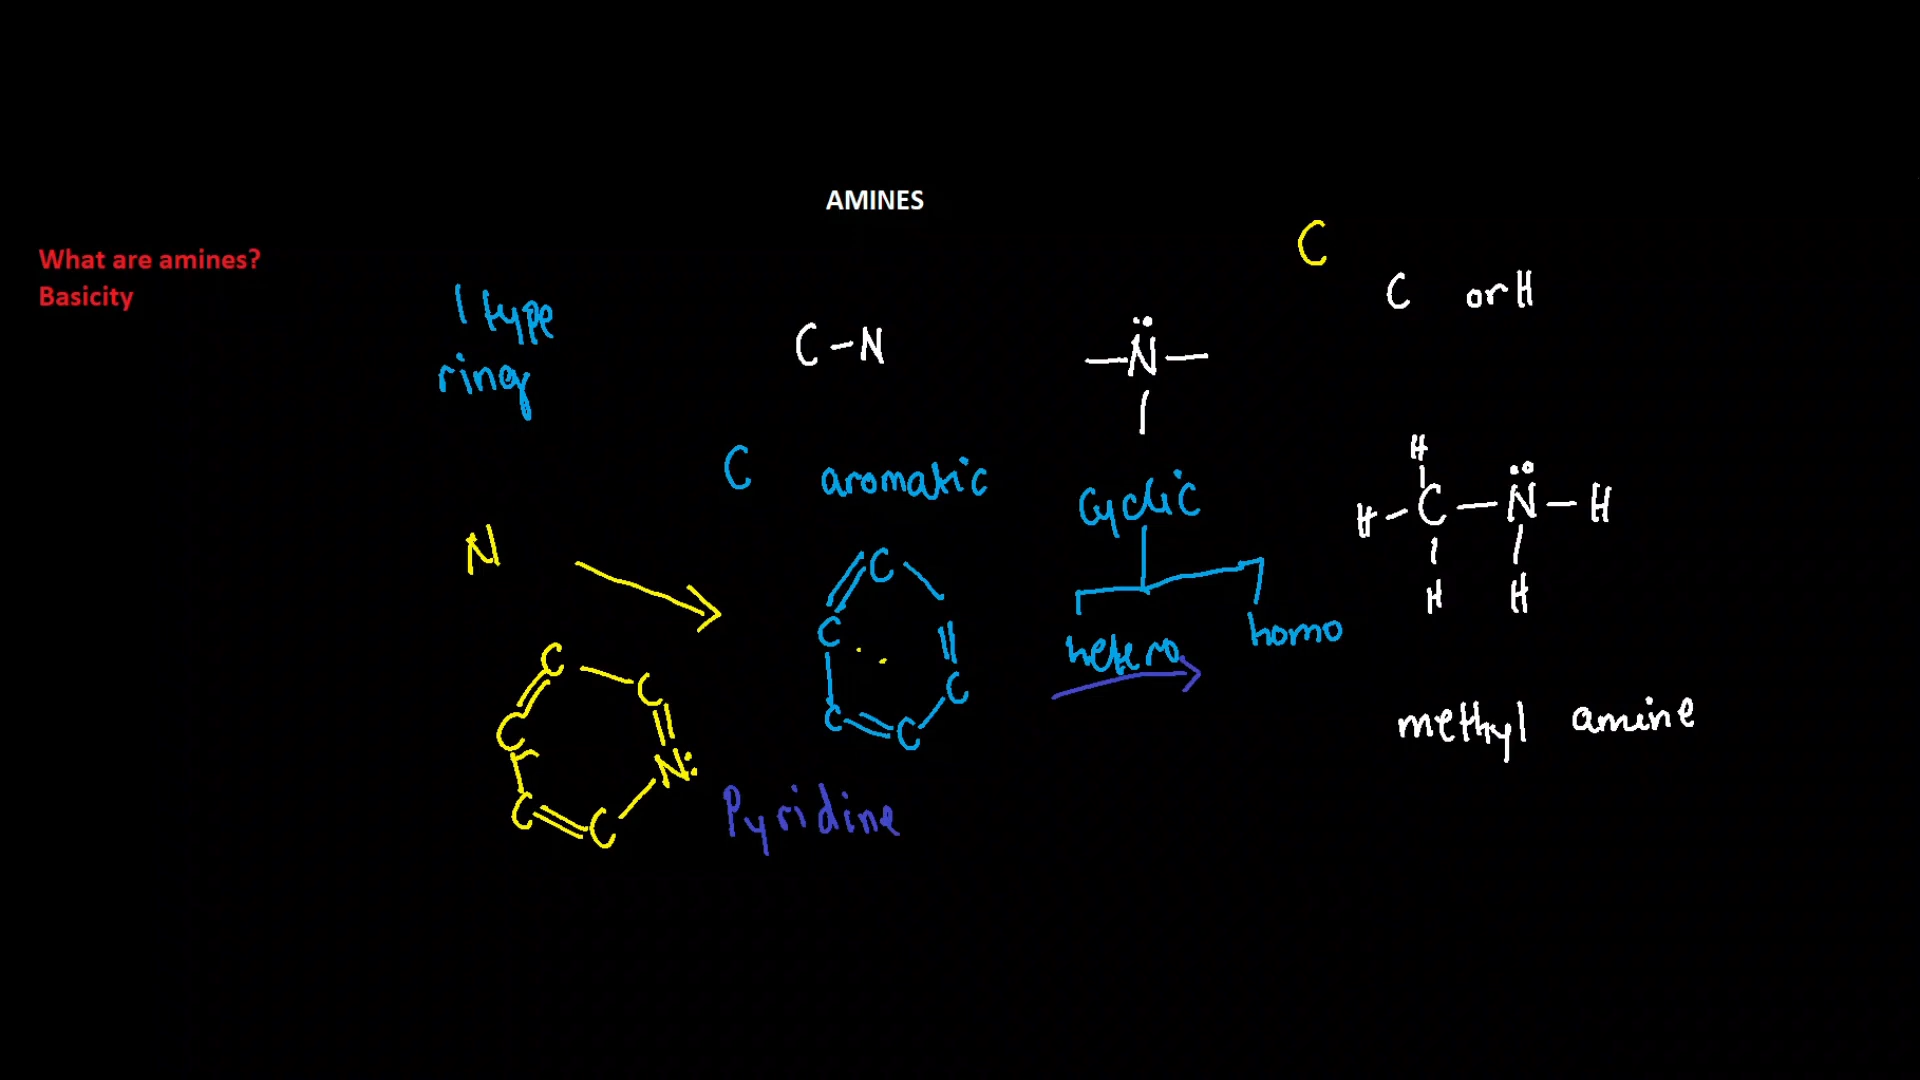 AMINES
What are amines?
Basicity
1 type
ring
C
C or H
C-N
N
C aromatic
cyclic
hetero
homo
H
H-C-N-H
H H
methyl amine
N
C
C
C
C C
C
C
C
N:
C
C
Pyridine